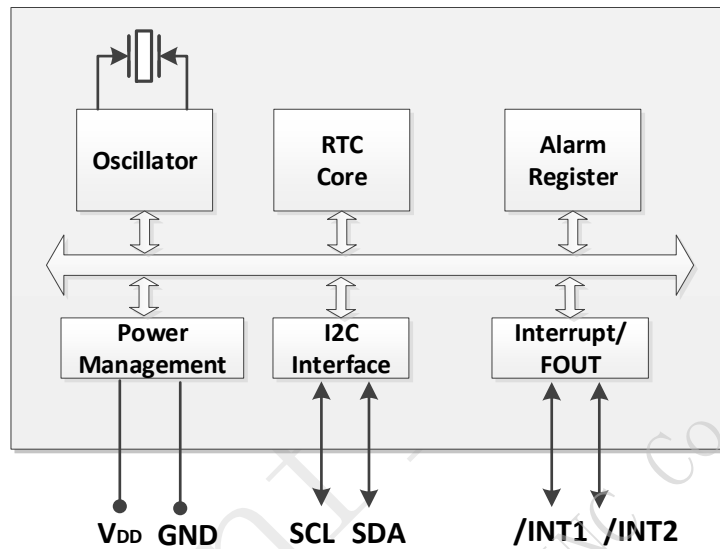 Oscillator
RTC
Core
Alarm
Register
Power
Management
I2C
Interface
Interrupt/
FOUT
VDD GND SCL SDA /INT1 /INT2